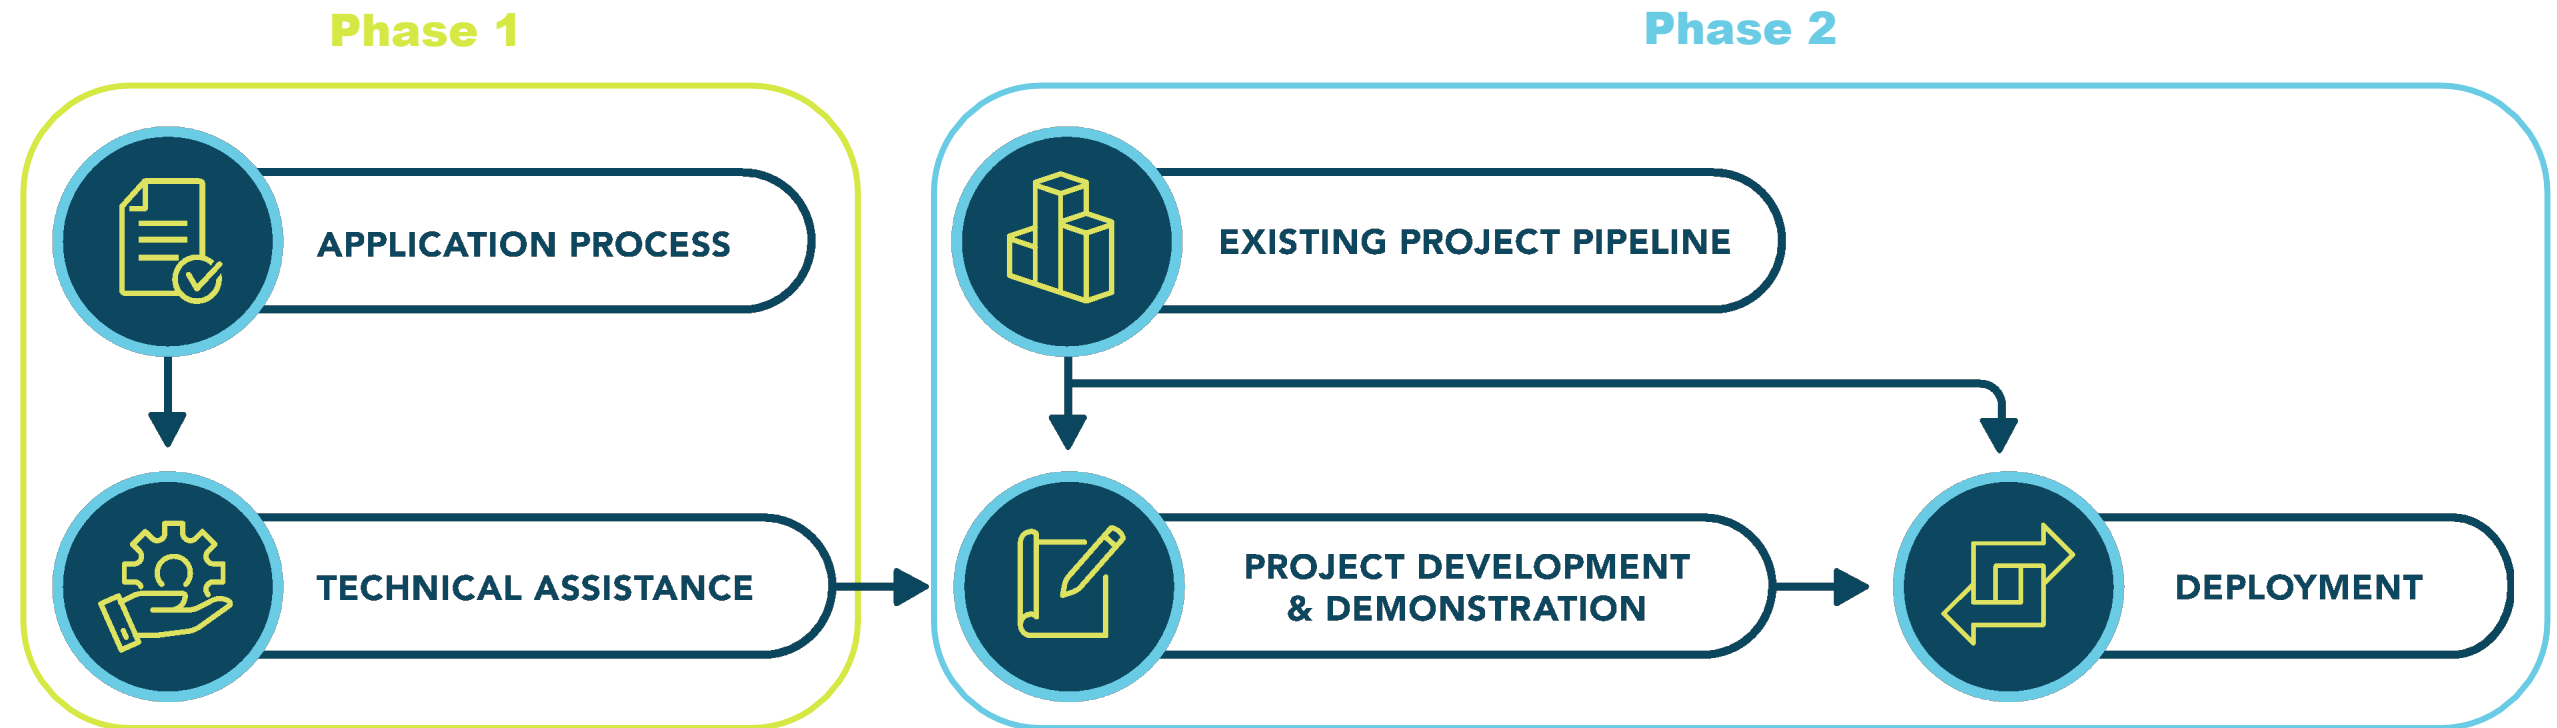 Phase 1
APPLICATION PROCESS
TECHNICAL ASSISTANCE
Phase 2
EXISTING PROJECT PIPELINE
PROJECT DEVELOPMENT
& DEMONSTRATION
DEPLOYMENT